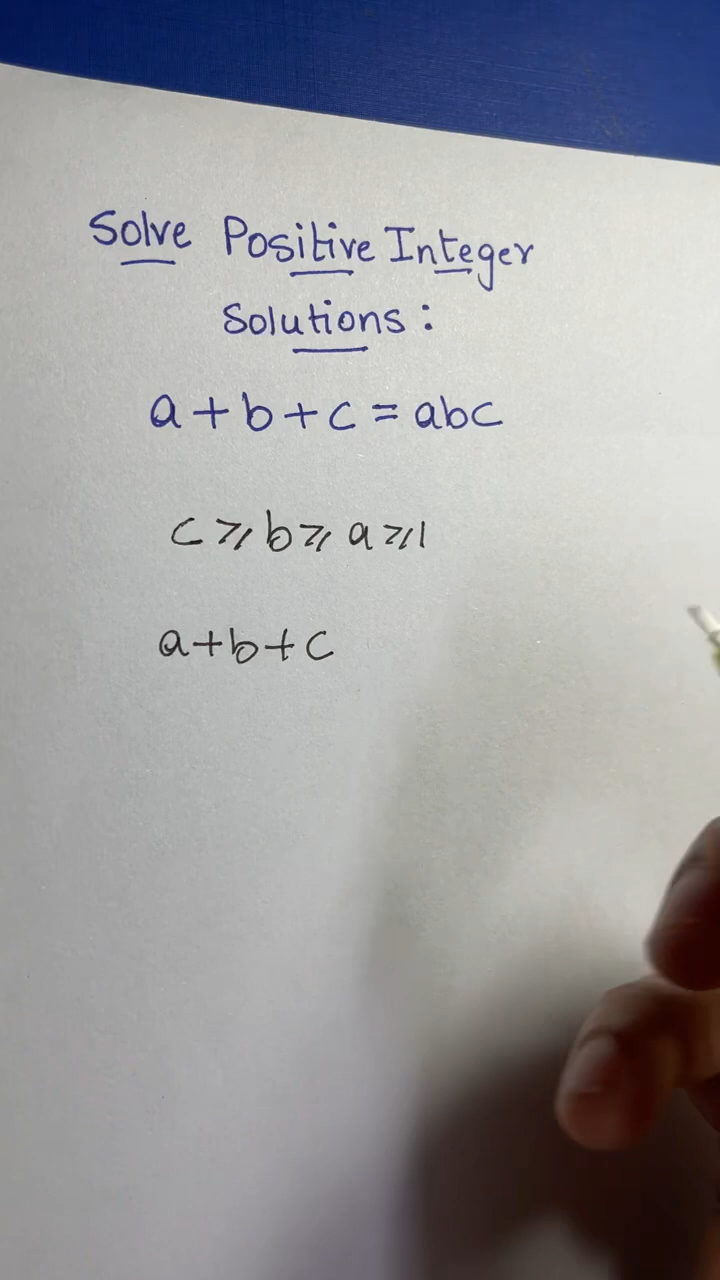 Solve Positive Integer
Solutions:
a + b + c = abc
c ⩾ b ⩾ a ⩾ 1
a + b + c